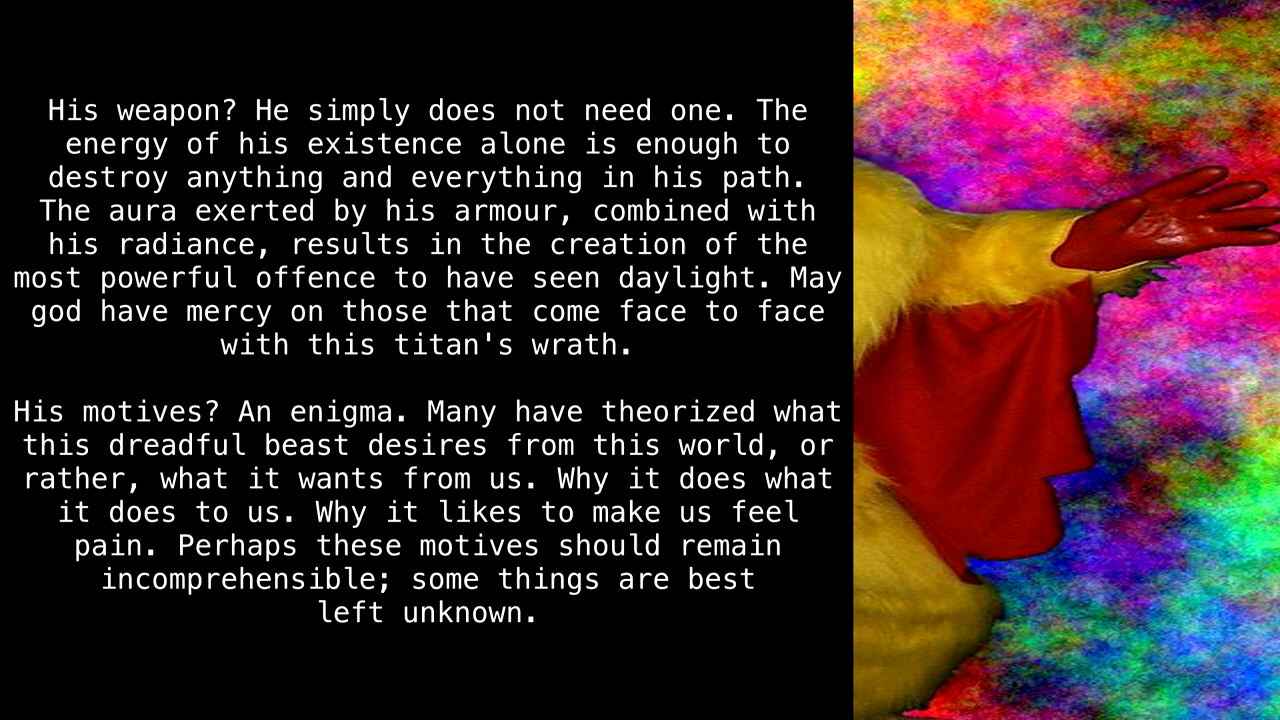 His weapon? He simply does not need one. The
energy of his existence alone is enough to
destroy anything and everything in his path.
The aura exerted by his armour, combined with
his radiance, results in the creation of the
most powerful offence to have seen daylight. May
god have mercy on those that come face to face
with this titan's wrath.
His motives? An enigma. Many have theorized what
this dreadful beast desires from this world, or
rather, what it wants from us. Why it does what
it does to us. Why it likes to make us feel
pain. Perhaps these motives should remain
incomprehensible; some things are best
left unknown.